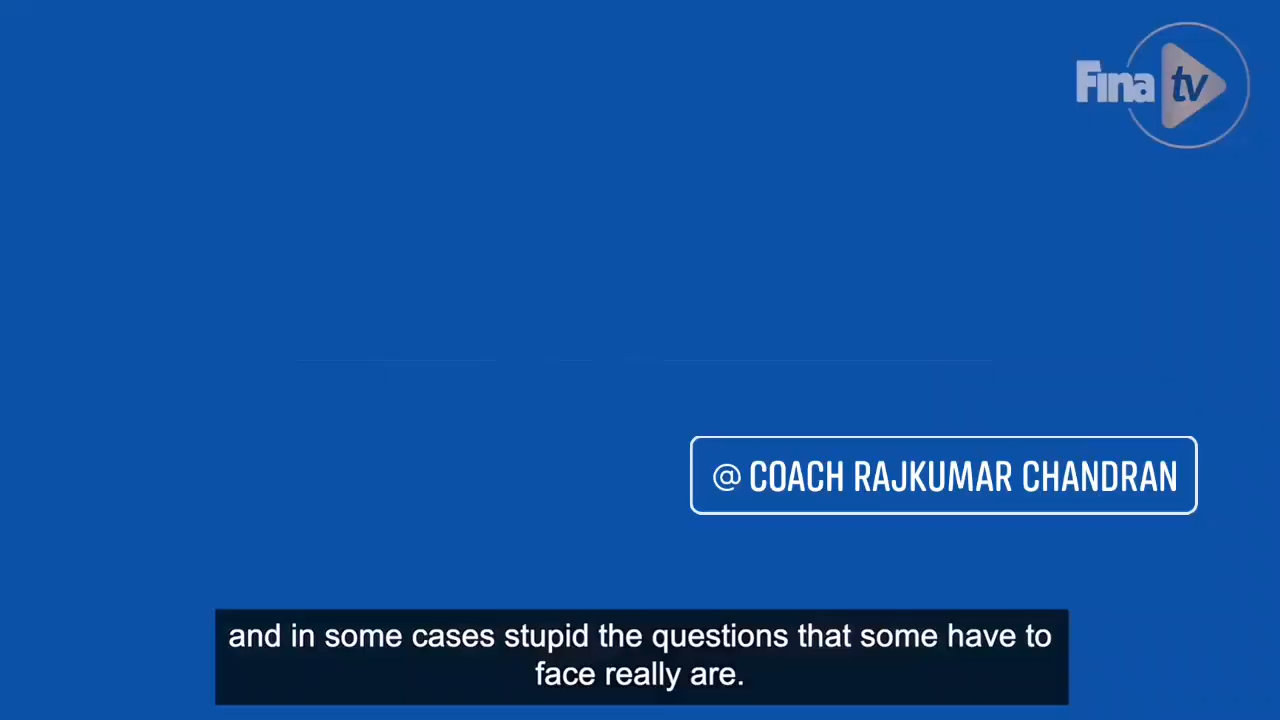 Fina tv
@ COACH RAJKUMAR CHANDRAN
and in some cases stupid the questions that some have to
face really are.